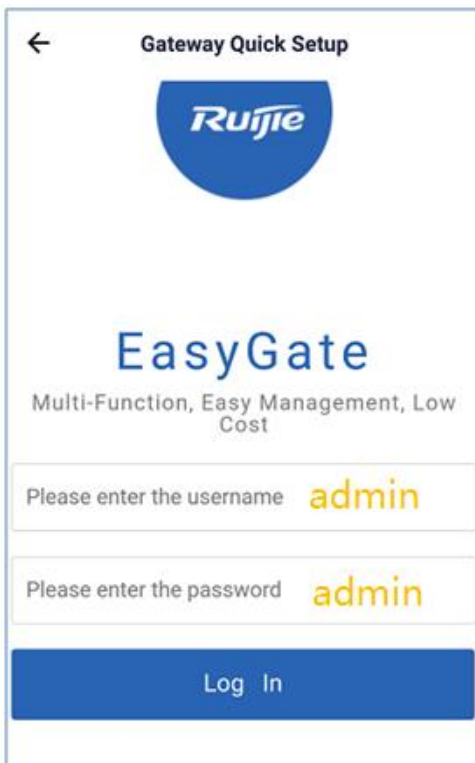 Gateway Quick Setup
Ruijie
EasyGate
Multi-Function, Easy Management, Low
Cost
Please enter the username admin
Please enter the password admin
Log In